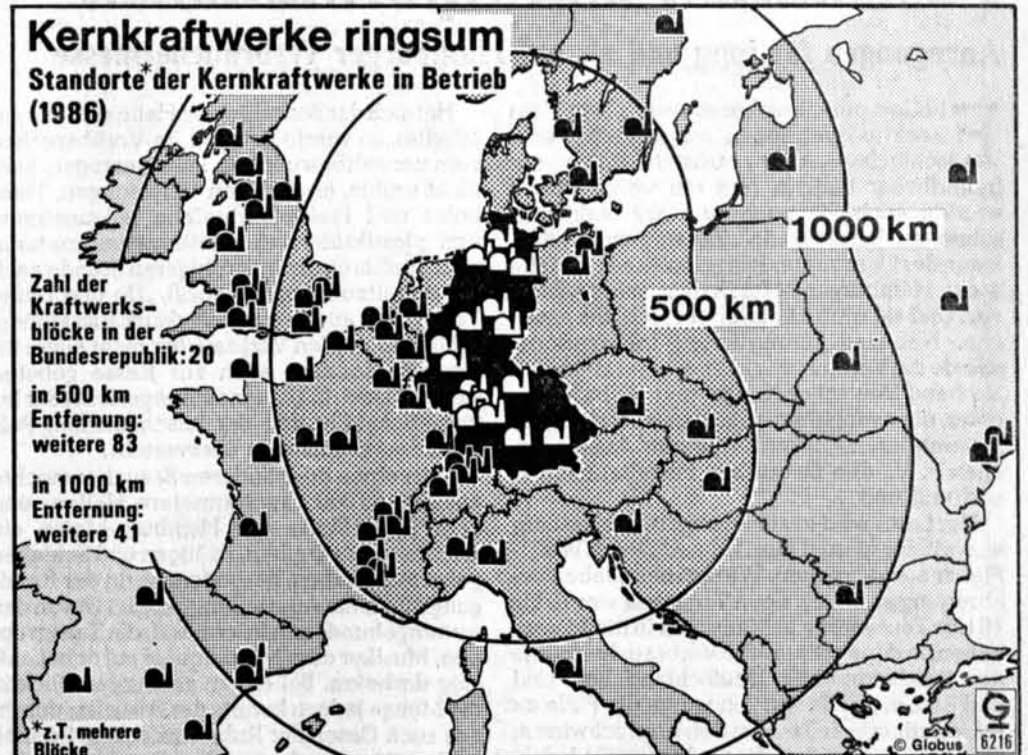 Kernkraftwerke ringsum
Standorte* der Kernkraftwerke in Betrieb
(1986)
1000 km
500 km
Zahl der
Kraftwerks-
blöcke in der
Bundesrepublik: 20
in 500 km
Entfernung:
weitere 83
in 1000 km
Entfernung:
weitere 41
* z.T. mehrere
Blöcke
© Globus
6216